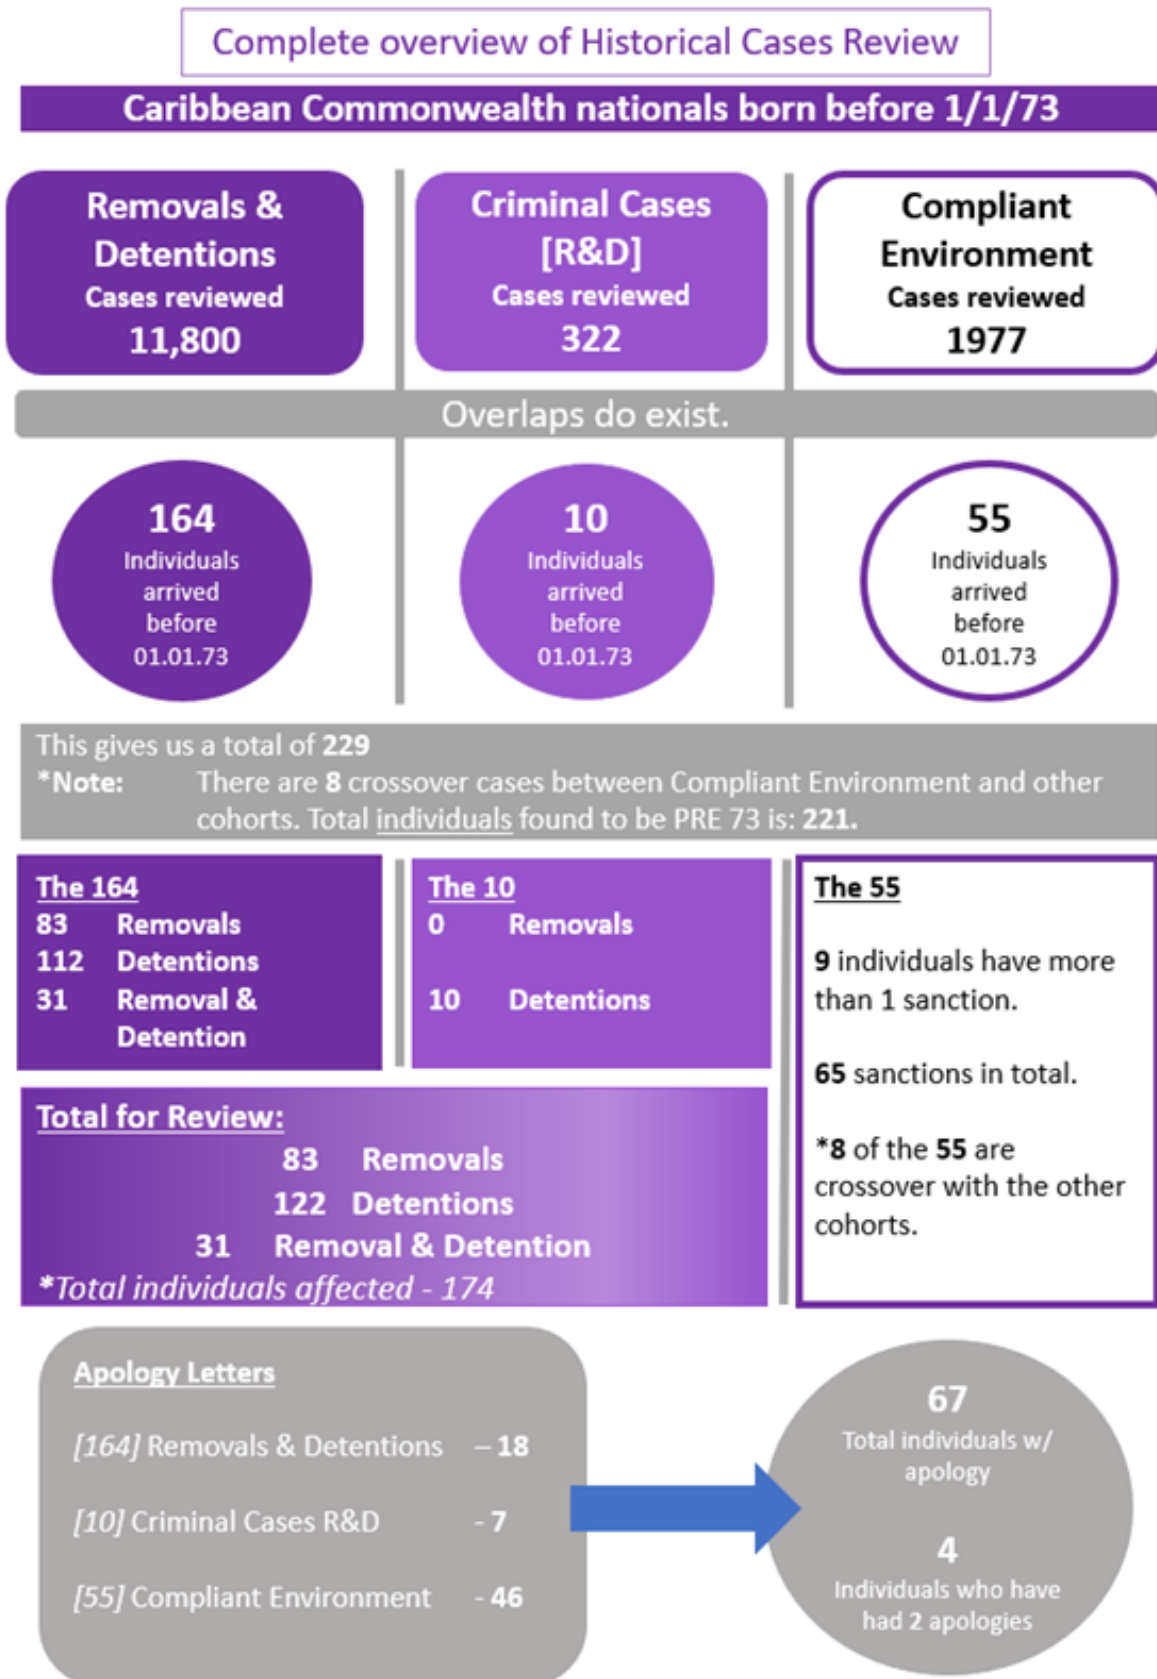 Complete overview of Historical Cases Review
Caribbean Commonwealth nationals born before 1/1/73
Removals &
Detentions
Cases reviewed
11,800
Criminal Cases
[R&D]
Cases reviewed
322
Compliant
Environment
Cases reviewed
1977
Overlaps do exist.
164
Individuals
arrived
before
01.01.73
10
Individuals
arrived
before
01.01.73
55
Individuals
arrived
before
01.01.73
This gives us a total of 229
*Note: There are 8 crossover cases between Compliant Environment and other
cohorts. Total individuals found to be PRE 73 is: 221.
The 164
83 Removals
112 Detentions
31 Removal &
Detention
The 10
0 Removals
10 Detentions
The 55
9 individuals have more
than 1 sanction.
65 sanctions in total.
*8 of the 55 are
crossover with the other
cohorts.
Total for Review:
83 Removals
122 Detentions
31 Removal & Detention
*Total individuals affected - 174
Apology Letters
[164] Removals & Detentions – 18
[10] Criminal Cases R&D - 7
[55] Compliant Environment - 46
67
Total individuals w/
apology
4
Individuals who have
had 2 apologies